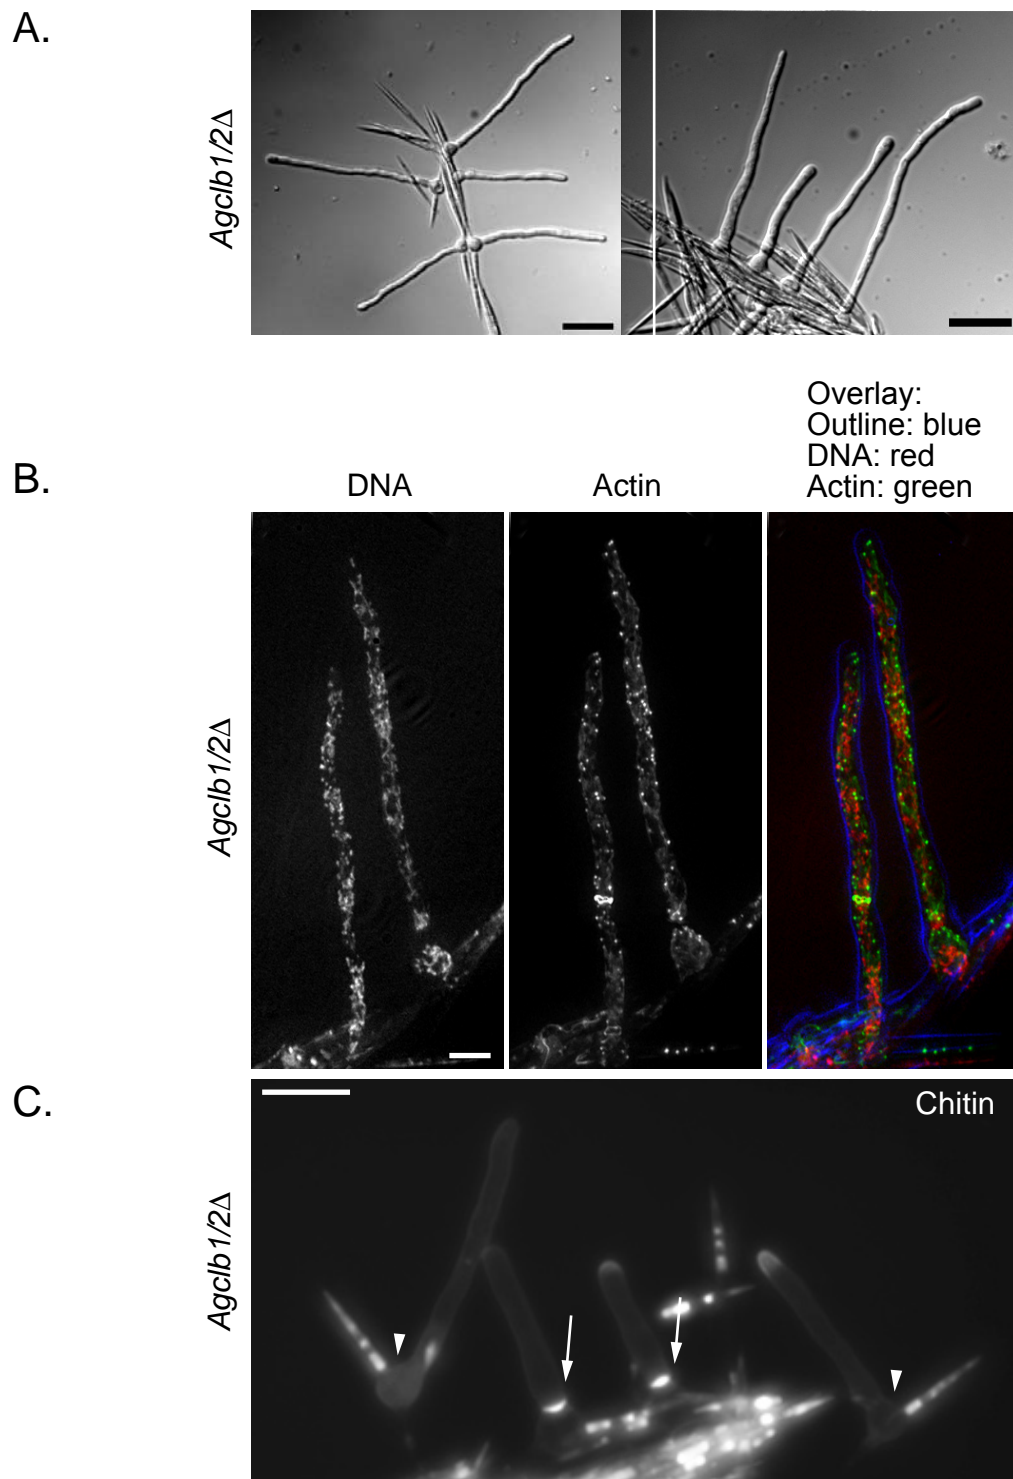 A.
Agclb1/2Δ
Overlay:
Outline: blue
DNA: red
Actin: green
B.
DNA
Actin
Agclb1/2Δ
C.
Chitin
Agclb1/2Δ